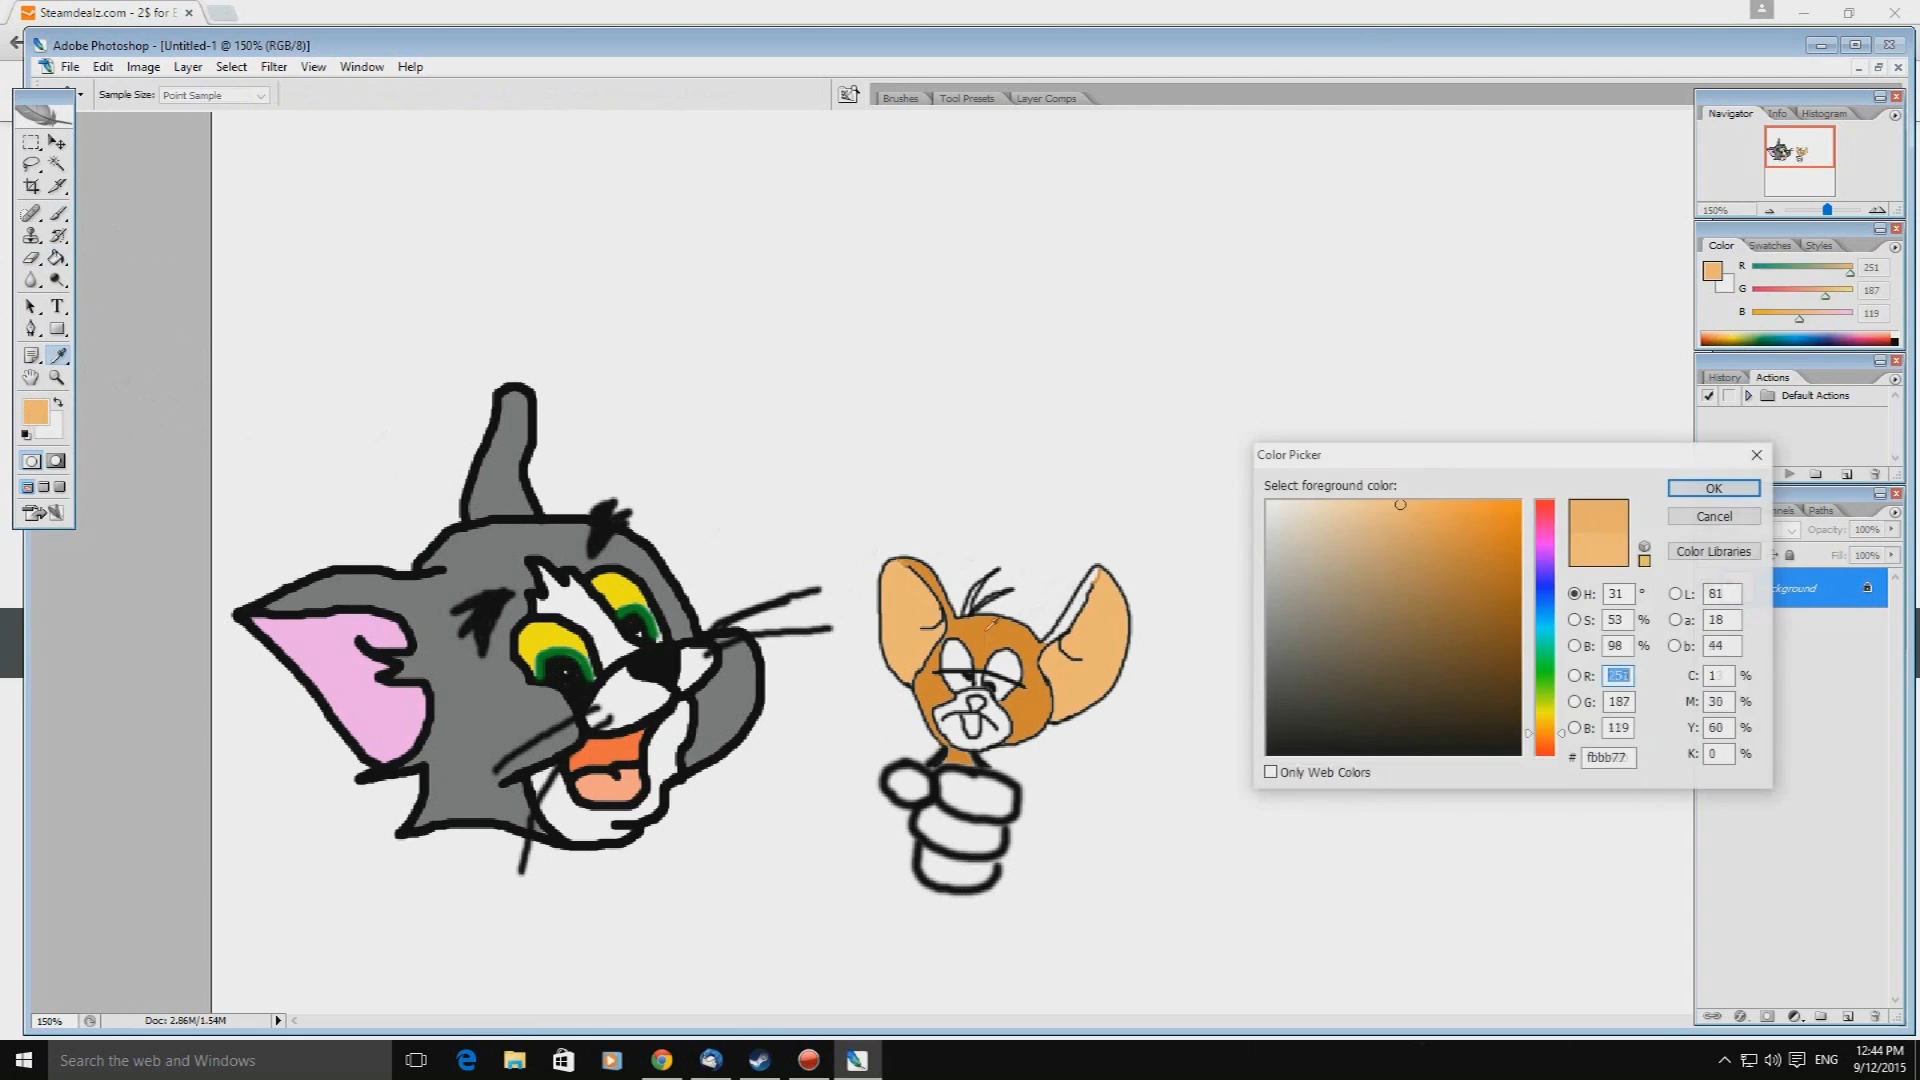 Steamdealz.com - 2$ for E
Adobe Photoshop - [Untitled-1 @ 150% (RGB/8)]
File Edit Image Layer Select Filter View Window Help
Sample Size: Point Sample
Brushes Tool Presets Layer Comps
Navigator Info Histogram
150%
Color Swatches Styles
R 251
G 187
B 119
History Actions
Default Actions
Color Picker
Select foreground color:
OK
Cancel
Color Libraries
H: 31 °
S: 53 %
B: 98 %
R: 251
G: 187
B: 119
# fbbb77
L: 81
a: 18
b: 44
C: 13 %
M: 30 %
Y: 60 %
K: 0 %
Only Web Colors
nnels Paths
Opacity: 100%
Fill: 100%
ckground
150% Doc: 2.86M/1.54M
Search the web and Windows
ENG
12:44 PM
9/12/2015